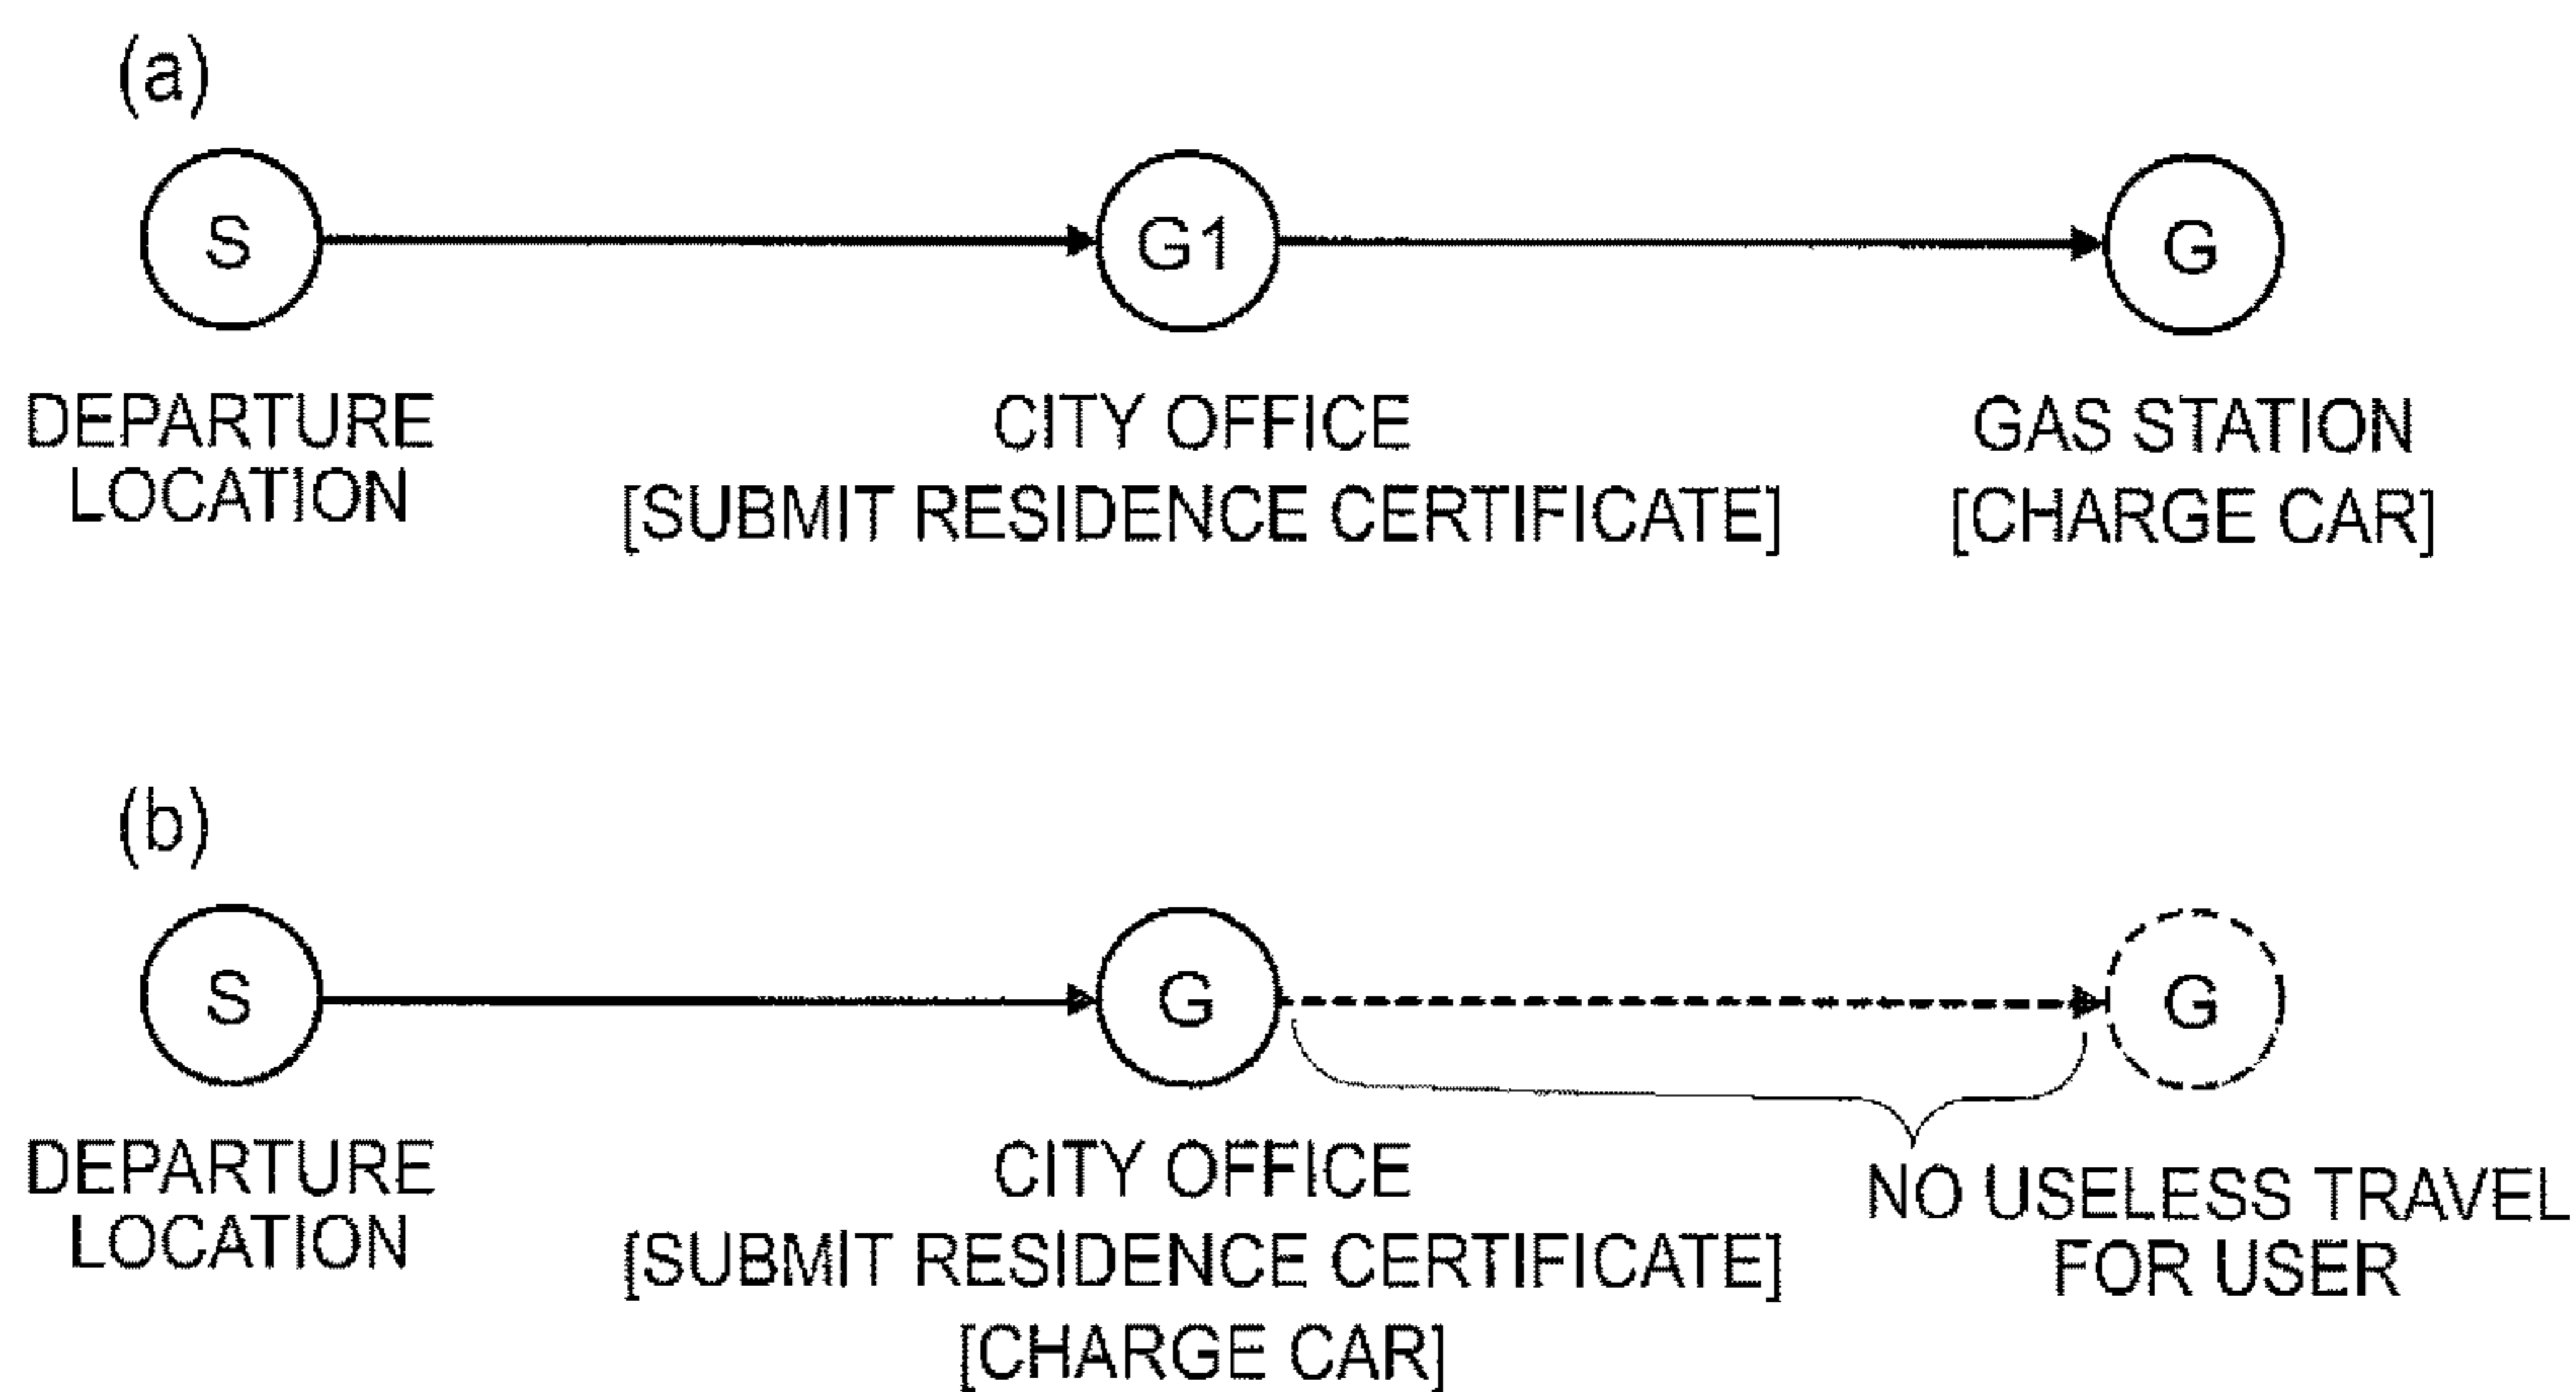 (a)
S
G1
G
DEPARTURE
LOCATION
CITY OFFICE
[SUBMIT RESIDENCE CERTIFICATE]
GAS STATION
[CHARGE CAR]
(b)
S
G
G
DEPARTURE
LOCATION
CITY OFFICE
[SUBMIT RESIDENCE CERTIFICATE]
[CHARGE CAR]
NO USELESS TRAVEL
FOR USER